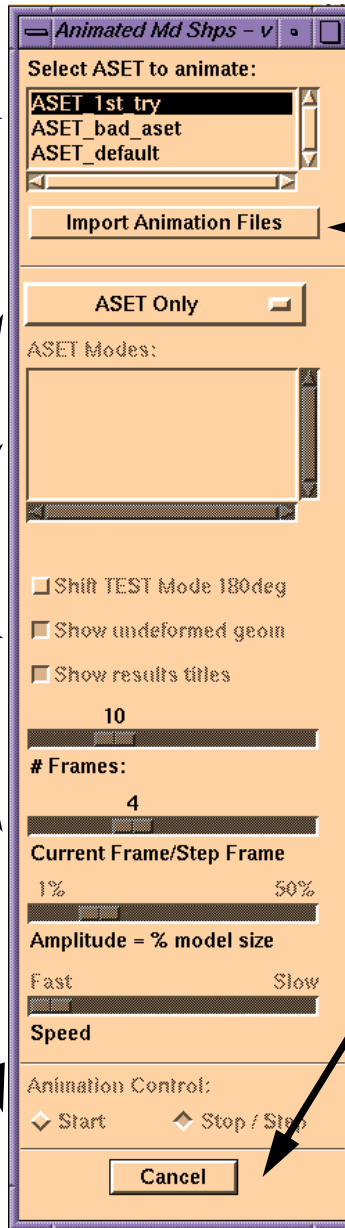 Animated Md Shps - v
Select ASET to animate:
ASET_1st_try
ASET_bad_aset
ASET_default
Import Animation Files
ASET Only
ASET Modes:
Shift TEST Mode 180deg
Show undeformed geom
Show results titles
10
# Frames:
4
Current Frame/Step Frame
1% 50%
Amplitude = % model size
Fast Slow
Speed
Animation Control:
Start Stop / Step
Cancel